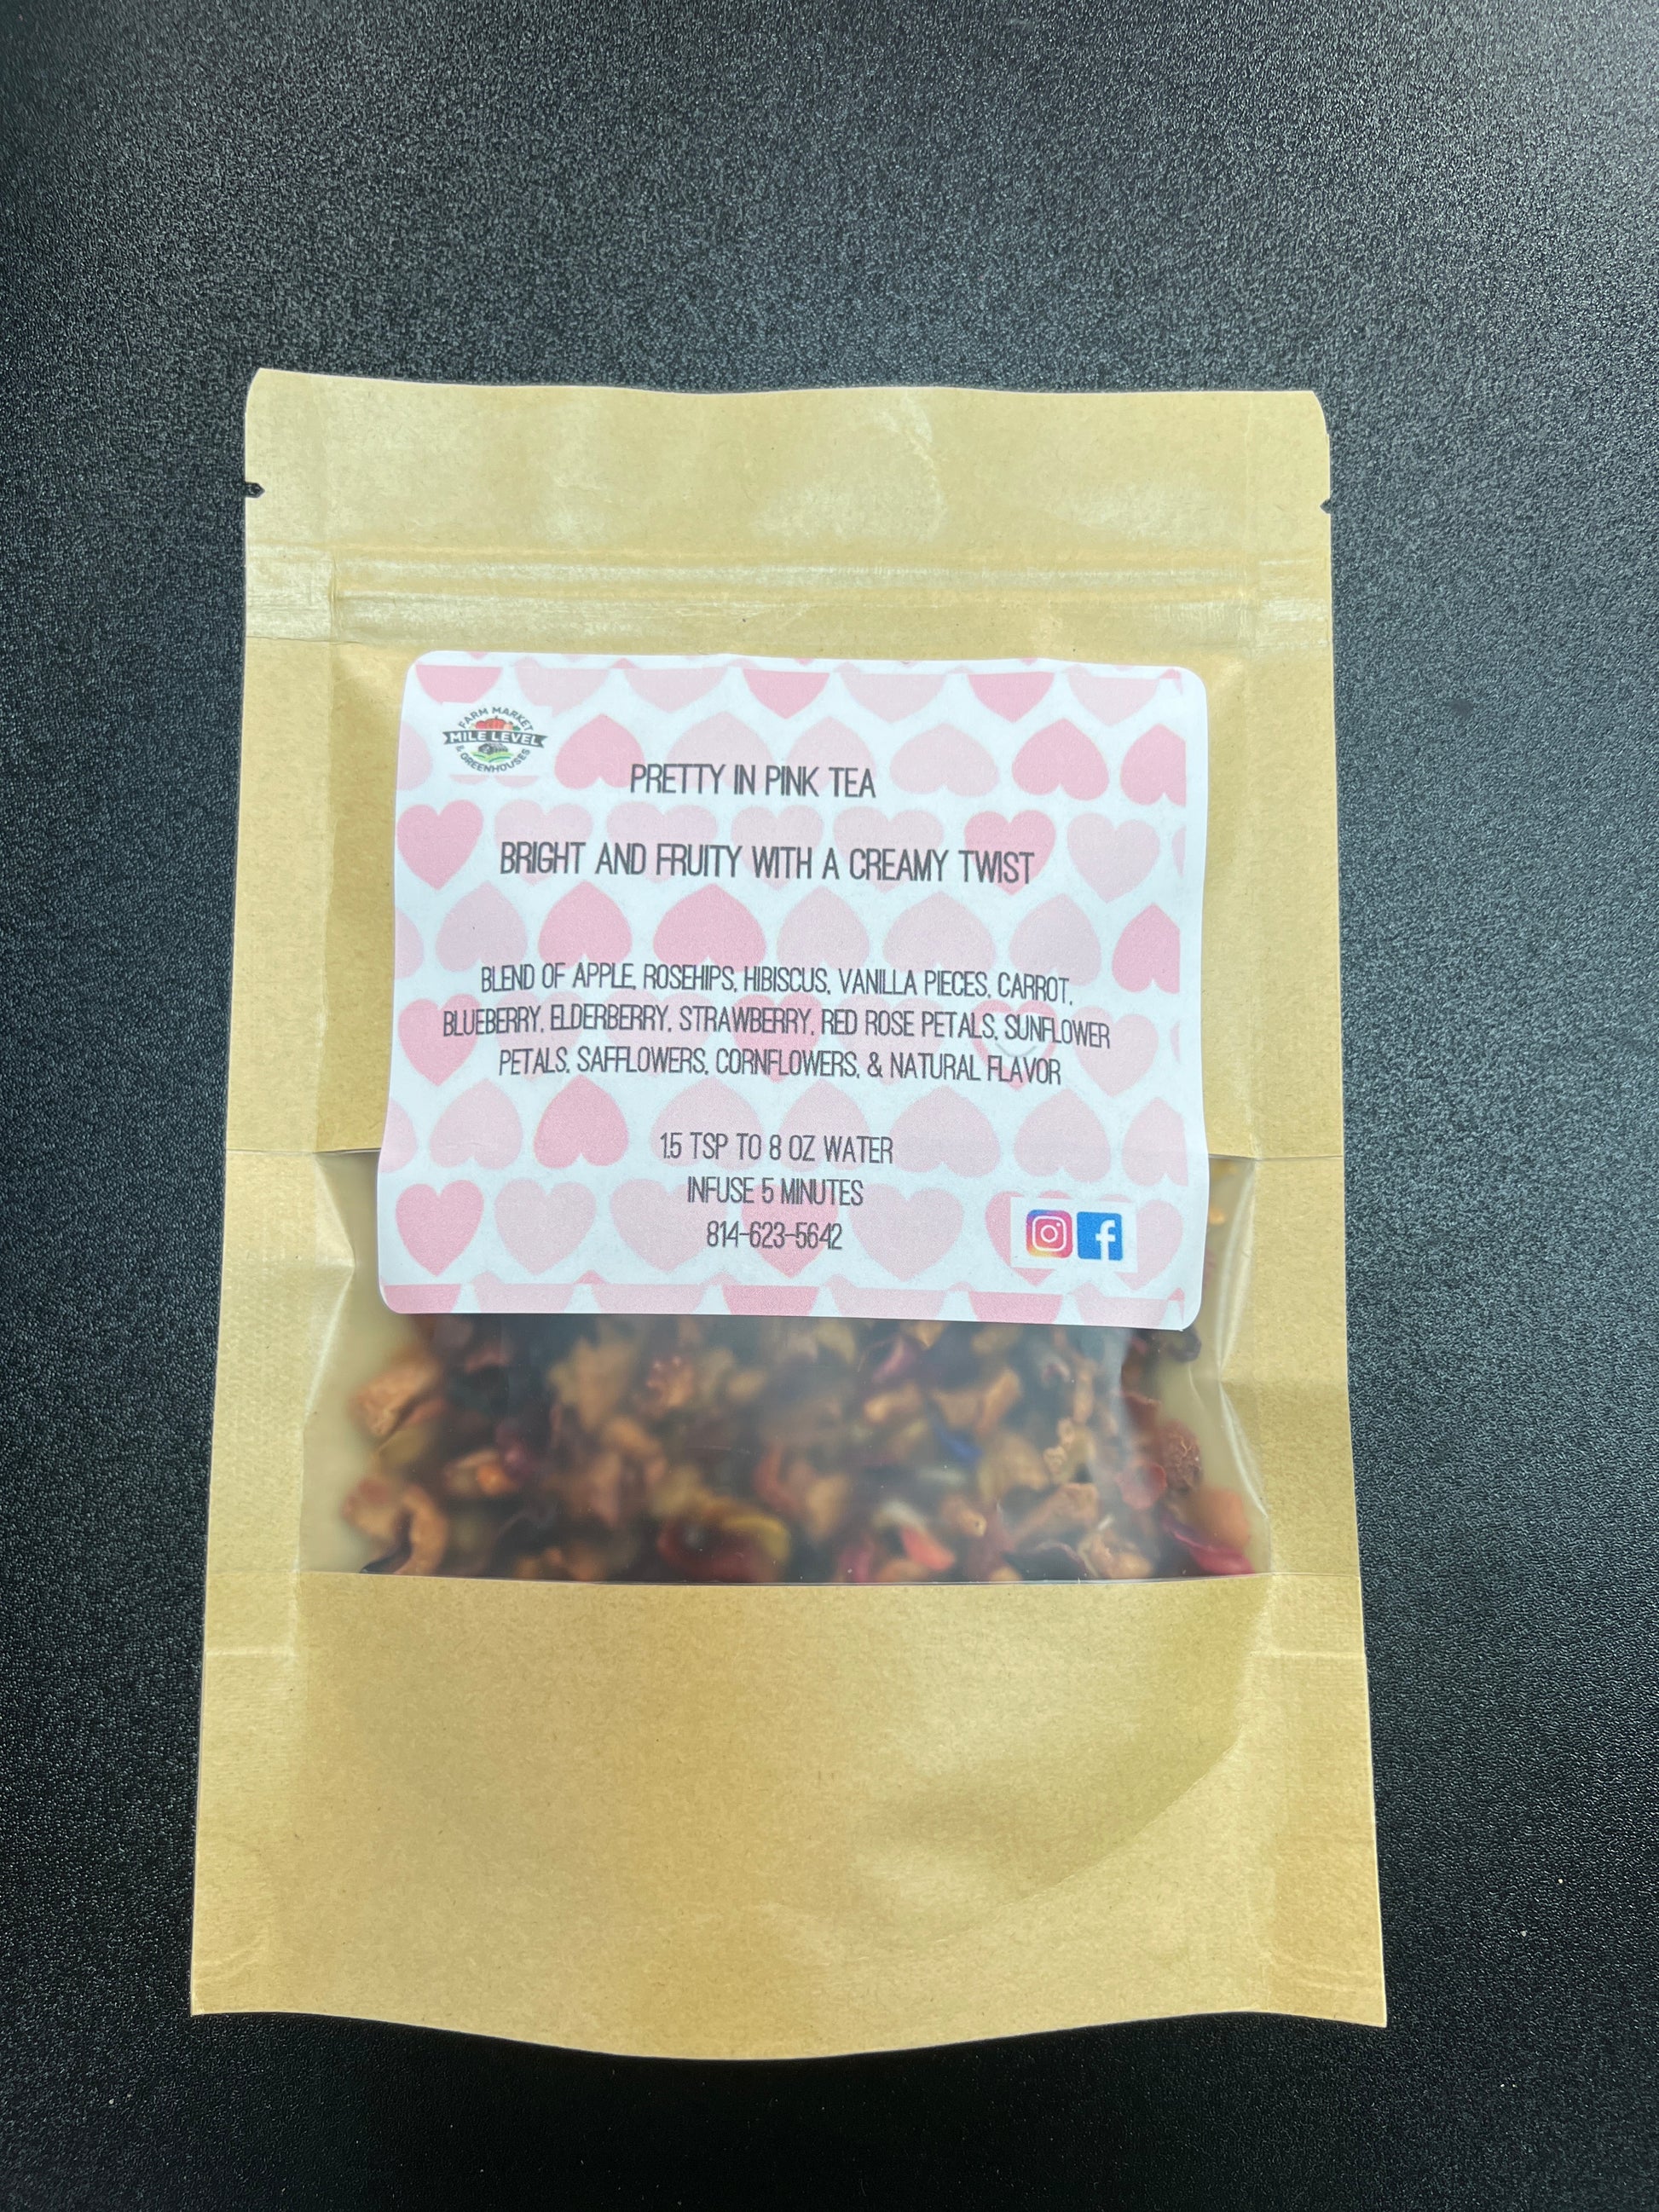 FARM MARKET
MILE LEVEL
& GREENHOUSES
PRETTY IN PINK TEA
BRIGHT AND FRUITY WITH A CREAMY TWIST
BLEND OF APPLE, ROSEHIPS, HIBISCUS, VANILLA PIECES, CARROT,
BLUEBERRY, ELDERBERRY, STRAWBERRY, RED ROSE PETALS, SUNFLOWER
PETALS, SAFFLOWERS, CORNFLOWERS, & NATURAL FLAVOR
1.5 TSP TO 8 OZ WATER
INFUSE 5 MINUTES
814-623-5642